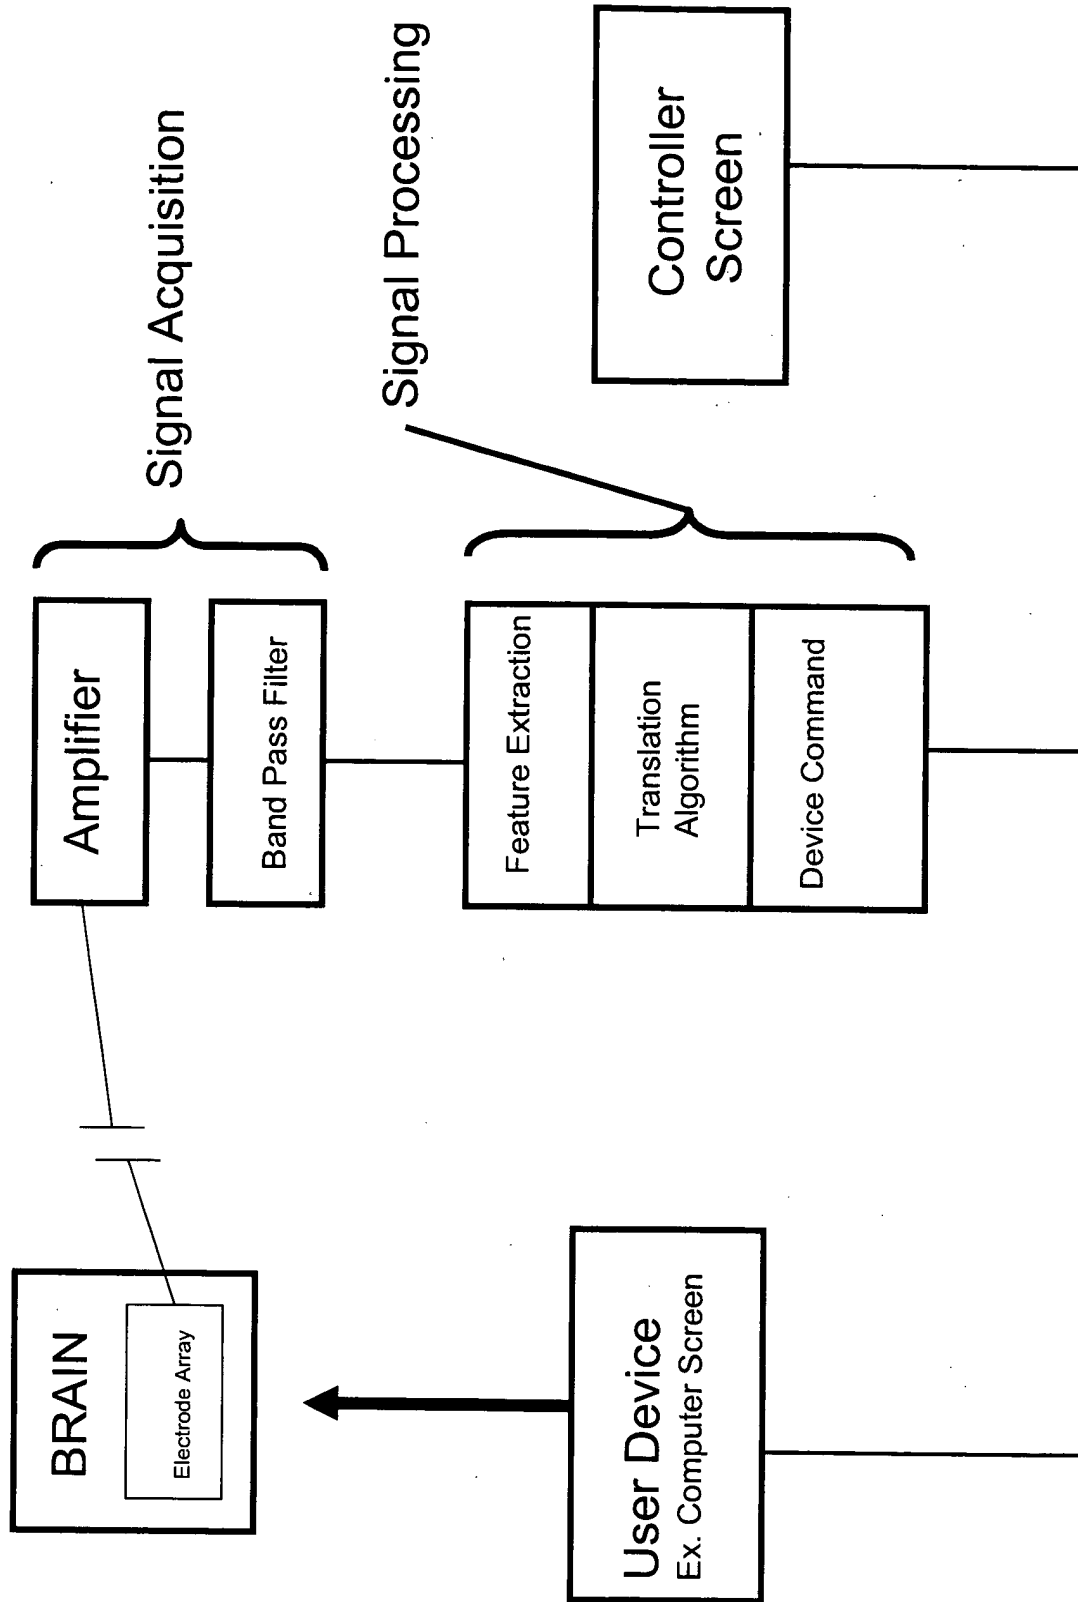 BRAIN
Electrode Array
Amplifier
Band Pass Filter
Signal Acquisition
Feature Extraction
Translation
Algorithm
Device Command
Signal Processing
User Device
Ex. Computer Screen
Controller
Screen